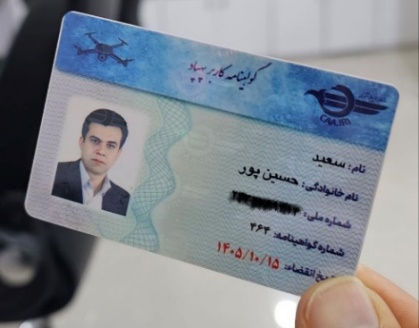 گواهینامه کاربر پهپاد
CAA.IRI
نام: سعید
نام خانوادگی: حسین پور
شماره ملی:
شماره گواهینامه: ۴۶۴
تاریخ انقضاء: ۱۴۰۵/۱۰/۱۵